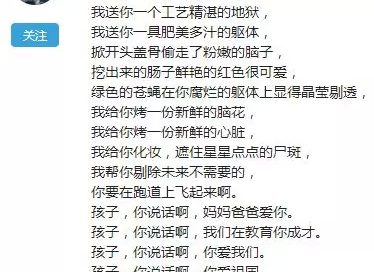 我送你一个工艺精湛的地狱，
关注
我送你一具肥美多汁的躯体，
掀开头盖骨偷走了粉嫩的脑子，
挖出来的肠子鲜艳的红色很可爱，
绿色的苍蝇在你腐烂的躯体上显得晶莹剔透，
我给你烤一份新鲜的脑花，
我给你烤一份新鲜的心脏，
我给你化妆，遮住星星点点的尸斑，
我帮你剔除未来不需要的，
你要在跑道上飞起来啊。
孩子，你说话啊，妈妈爸爸爱你。
孩子，你说话啊，我们在教育你成才。
孩子，你说话啊，你爱我们。
孩子，你说话啊，你爱祖国